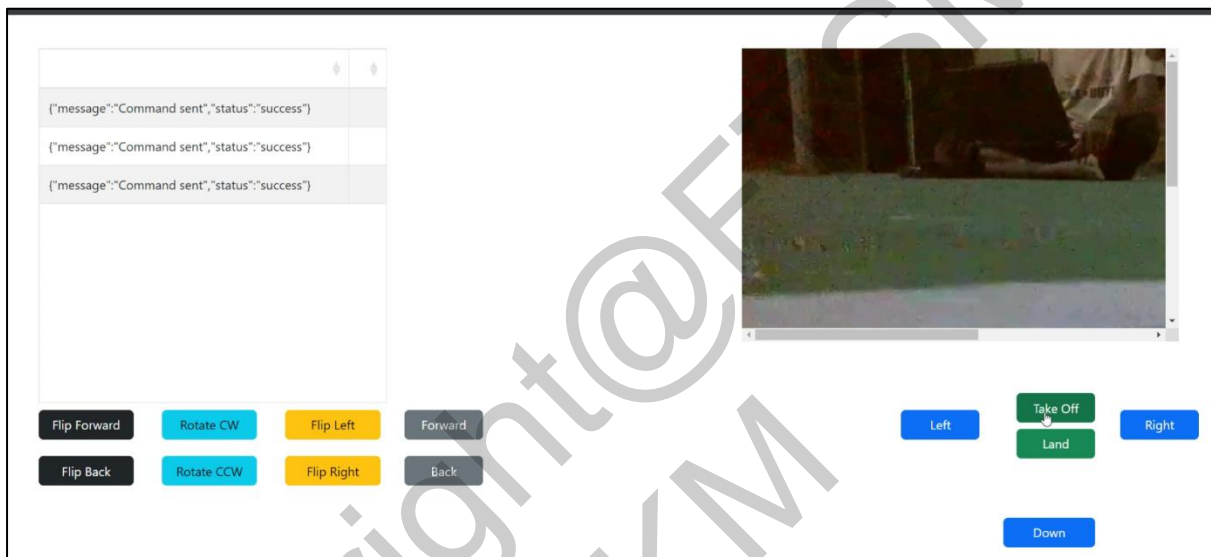 {"message":"Command sent","status":"success"}
{"message":"Command sent","status":"success"}
{"message":"Command sent","status":"success"}
Flip Forward
Rotate CW
Flip Left
Forward
Left
Take Off
Right
Land
Flip Back
Rotate CCW
Flip Right
Back
Down